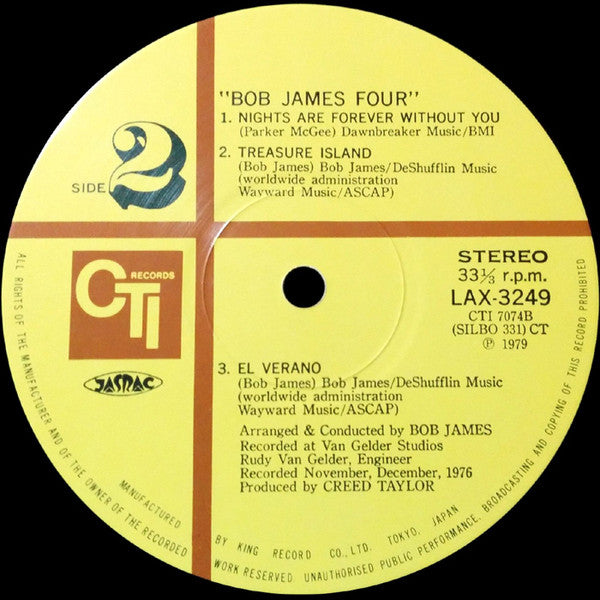 "BOB JAMES FOUR"
1. NIGHTS ARE FOREVER WITHOUT YOU
(Parker McGee) Dawnbreaker Music/BMI
2. TREASURE ISLAND
(Bob James) Bob James/DeShufflin Music
(worldwide administration
Wayward Music/ASCAP)
SIDE 2
CTI RECORDS
JASRAC
STEREO
33⅓ r.p.m.
LAX-3249
CTI 7074B
(SILBO 331) CT
℗ 1979
3. EL VERANO
(Bob James) Bob James/DeShufflin Music
(worldwide administration
Wayward Music/ASCAP)
Arranged & Conducted by BOB JAMES
Recorded at Van Gelder Studios
Rudy Van Gelder, Engineer
Recorded November, December, 1976
Produced by CREED TAYLOR
MANUFACTURED BY KING RECORD CO., LTD. TOKYO, JAPAN
ALL RIGHTS OF THE MANUFACTURER AND OF THE OWNER OF THE RECORDED WORK RESERVED. UNAUTHORISED PUBLIC PERFORMANCE, BROADCASTING AND COPYING OF THIS RECORD PROHIBITED